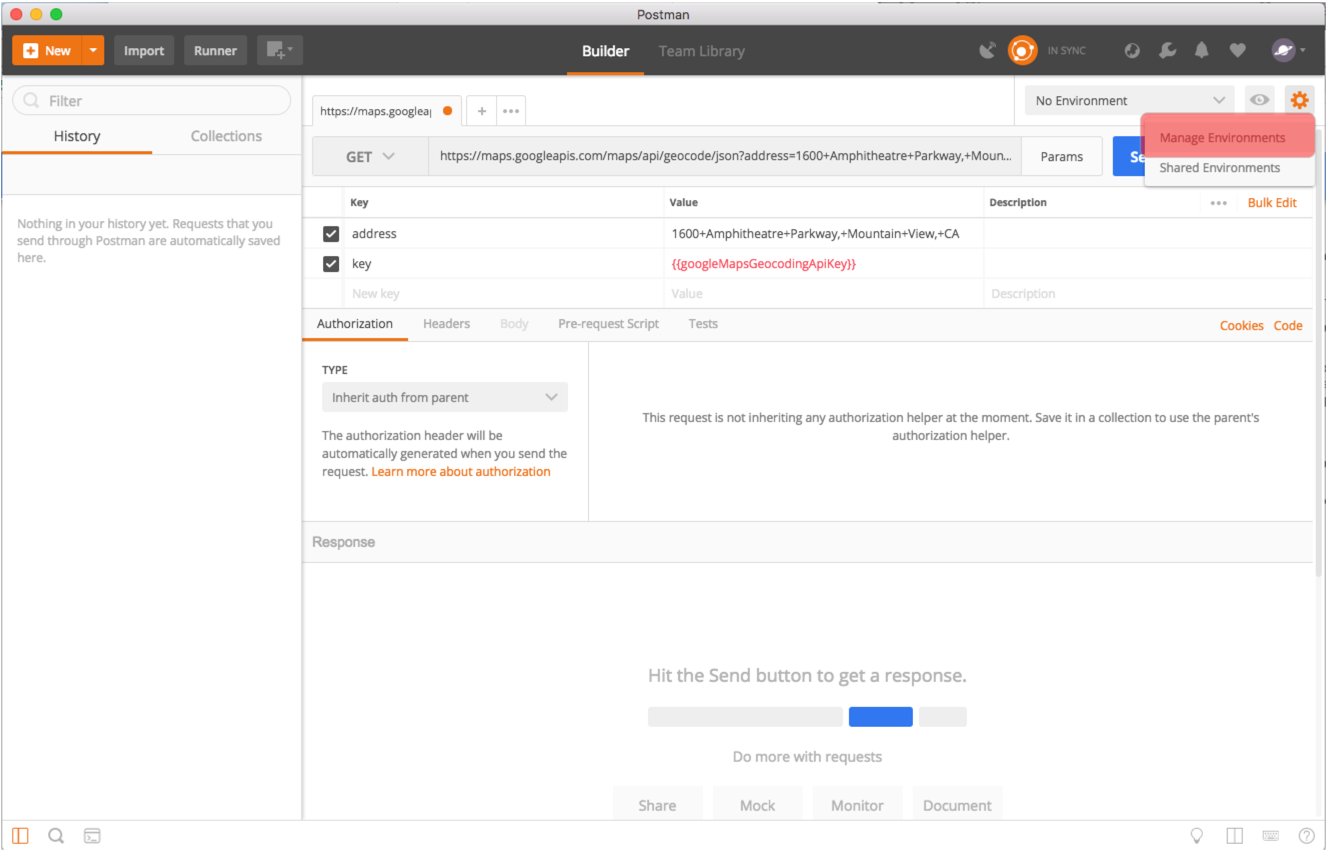 Postman
New
Import
Runner
Builder
Team Library
IN SYNC
Filter
History
Collections
Nothing in your history yet. Requests that you
send through Postman are automatically saved
here.
https://maps.googlea
No Environment
Manage Environments
Shared Environments
GET
https://maps.googleapis.com/maps/api/geocode/json?address=1600+Amphitheatre+Parkway,+Moun...
Params
Key
Value
Description
Bulk Edit
address
1600+Amphitheatre+Parkway,+Mountain+View,+CA
key
{{googleMapsGeocodingApiKey}}
New key
Value
Description
Authorization
Headers
Body
Pre-request Script
Tests
Cookies
Code
TYPE
Inherit auth from parent
The authorization header will be
automatically generated when you send the
request. Learn more about authorization
This request is not inheriting any authorization helper at the moment. Save it in a collection to use the parent's
authorization helper.
Response
Hit the Send button to get a response.
Do more with requests
Share
Mock
Monitor
Document